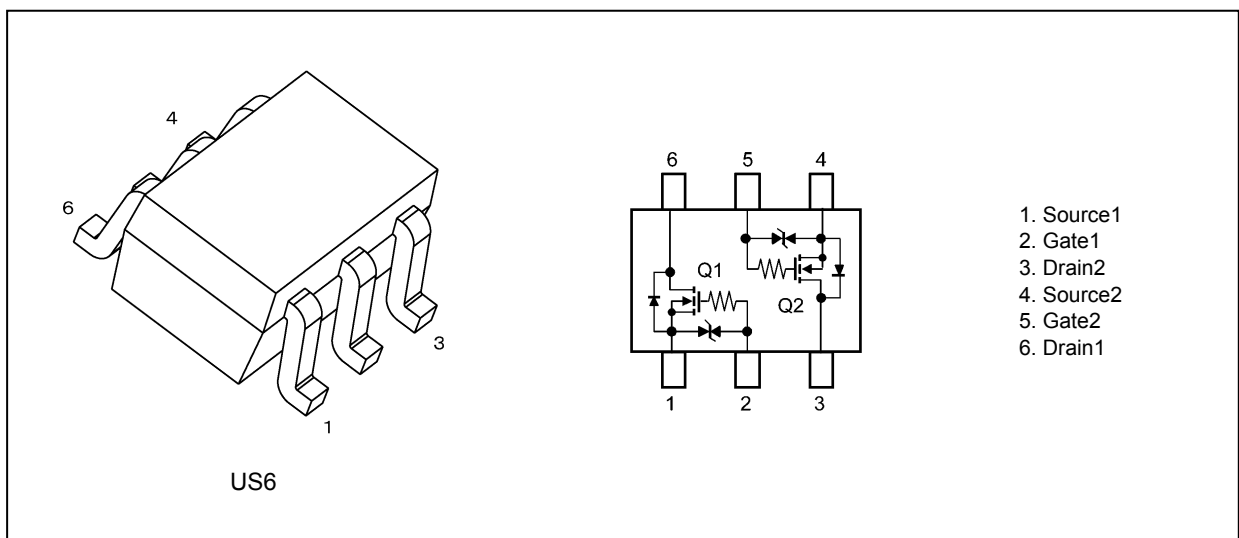 4
6
3
1
US6
6 5 4
Q1
Q2
1 2 3
1. Source1
2. Gate1
3. Drain2
4. Source2
5. Gate2
6. Drain1